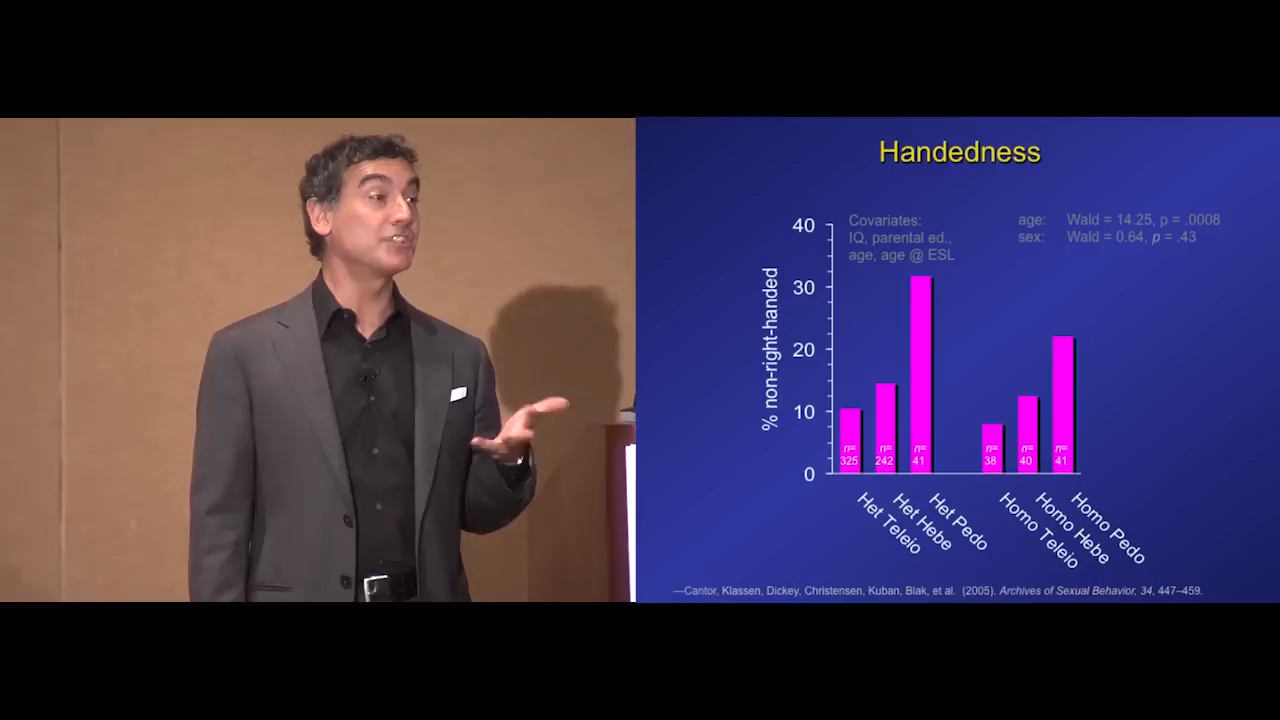 Handedness
Covariates:
IQ, parental ed.,
age, age @ ESL
age: Wald = 14.25, p = .0008
sex: Wald = 0.64, p = .43
% non-right-handed
40
30
20
10
0
n=
325
n=
242
n=
41
n=
38
n=
40
n=
41
Het Teleio
Het Hebe
Het Pedo
Homo Teleio
Homo Hebe
Homo Pedo
—Cantor, Klassen, Dickey, Christensen, Kuban, Blak, et al. (2005). Archives of Sexual Behavior, 34, 447–459.